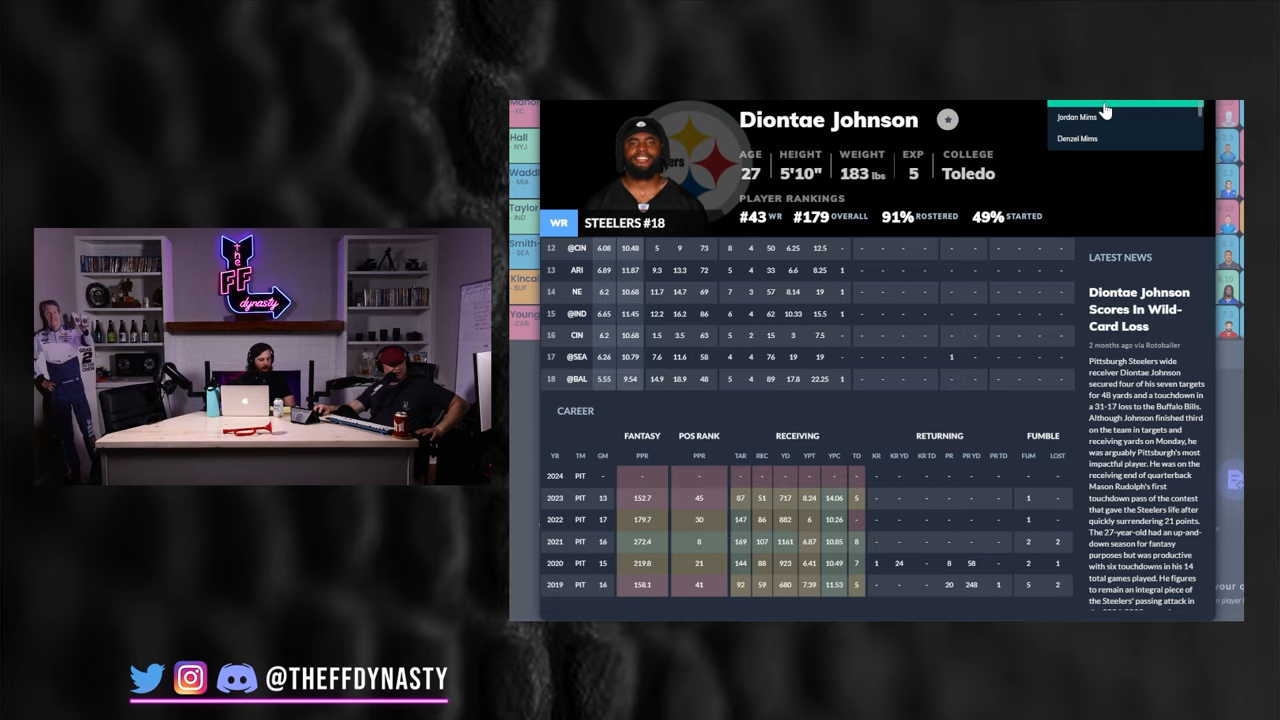 Hall
- NYJ
Waddl
- MIA
Taylor
- IND
Smith-
- SEA
Kincai
- BUF
Young
- CAR
Diontae Johnson
AGE HEIGHT WEIGHT EXP COLLEGE
27 5'10" 183 lbs 5 Toledo
PLAYER RANKINGS
#43 WR #179 OVERALL 91% ROSTERED 49% STARTED
WR STEELERS #18
Jordan Mims
Denzel Mims
12 @CIN 6.08 10.48 5 9 73 8 4 50 6.25 12.5 - - - - - - - - - - -
13 ARI 6.89 11.87 9.3 13.3 72 5 4 33 6.6 8.25 1 - - - - - - - - - -
14 NE 6.2 10.68 11.7 14.7 69 7 3 57 8.14 19 1 - - - - - - - - - -
15 @IND 6.65 11.45 12.2 16.2 86 6 4 62 10.33 15.5 1 - - - - - - - - - -
16 CIN 6.2 10.68 1.5 3.5 63 5 2 15 3 7.5 - - - - - - - - - -
17 @SEA 6.26 10.79 7.6 11.6 58 4 4 76 19 19 - - - - 1 - - - - -
18 @BAL 5.55 9.54 14.9 18.9 48 5 4 89 17.8 22.25 1 - - - - - - - - - -
CAREER
FANTASY POS RANK RECEIVING RETURNING FUMBLE
YR TM GM PPR PPR TAR REC YD YPT YPC TD KR KR YD KR TD PR PR YD PR TD FUM LOST
2024 PIT - - - - - - - - - - - - - - - - -
2023 PIT 13 152.7 45 87 51 717 8.24 14.06 5 - - - - - - 1 -
2022 PIT 17 179.7 30 147 86 882 6 10.26 - - - - - - - 1 -
2021 PIT 16 272.4 8 169 107 1161 6.87 10.85 8 - - - - - - 2 2
2020 PIT 15 219.8 21 144 88 923 6.41 10.49 7 1 24 - 8 58 - 2 1
2019 PIT 16 158.1 41 92 59 680 7.39 11.53 5 - - - 20 248 1 5 2
LATEST NEWS
Diontae Johnson
Scores In Wild-
Card Loss
2 months ago via Rotoballer
Pittsburgh Steelers wide
receiver Diontae Johnson
secured four of his seven targets
for 48 yards and a touchdown in
a 31-17 loss to the Buffalo Bills.
Although Johnson finished third
on the team in targets and
receiving yards on Monday, he
was arguably Pittsburgh's most
impactful player. He was on the
receiving end of quarterback
Mason Rudolph's first
touchdown pass of the contest
that gave the Steelers life after
quickly surrendering 21 points.
The 27-year-old had an up-and-
down season for fantasy
purposes but was productive
with six touchdowns in his 14
total games played. He figures
to remain an integral piece of
the Steelers' passing attack in
The
FF
dynasty
@THEFFDYNASTY